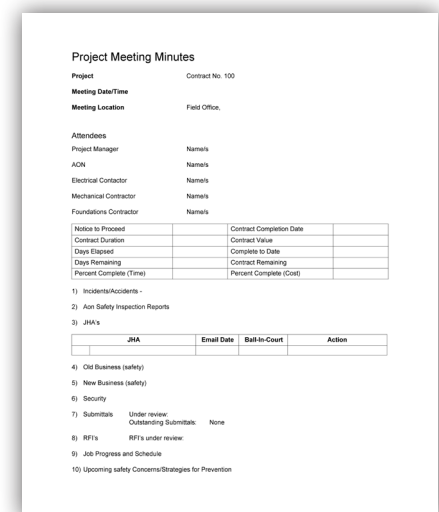 Project Meeting Minutes
Project Contract No. 100
Meeting Date/Time
Meeting Location Field Office,
Attendees
Project Manager Name/s
AON Name/s
Electrical Contactor Name/s
Mechanical Contractor Name/s
Foundations Contractor Name/s
Notice to Proceed Contract Completion Date
Contract Duration Contract Value
Days Elapsed Complete to Date
Days Remaining Contract Remaining
Percent Complete (Time) Percent Complete (Cost)
1) Incidents/Accidents -
2) Aon Safety Inspection Reports
3) JHA's
JHA Email Date Ball-In-Court Action
4) Old Business (safety)
5) New Business (safety)
6) Security
7) Submittals Under review:
Outstanding Submittals: None
8) RFI's RFI's under review:
9) Job Progress and Schedule
10) Upcoming safety Concerns/Strategies for Prevention